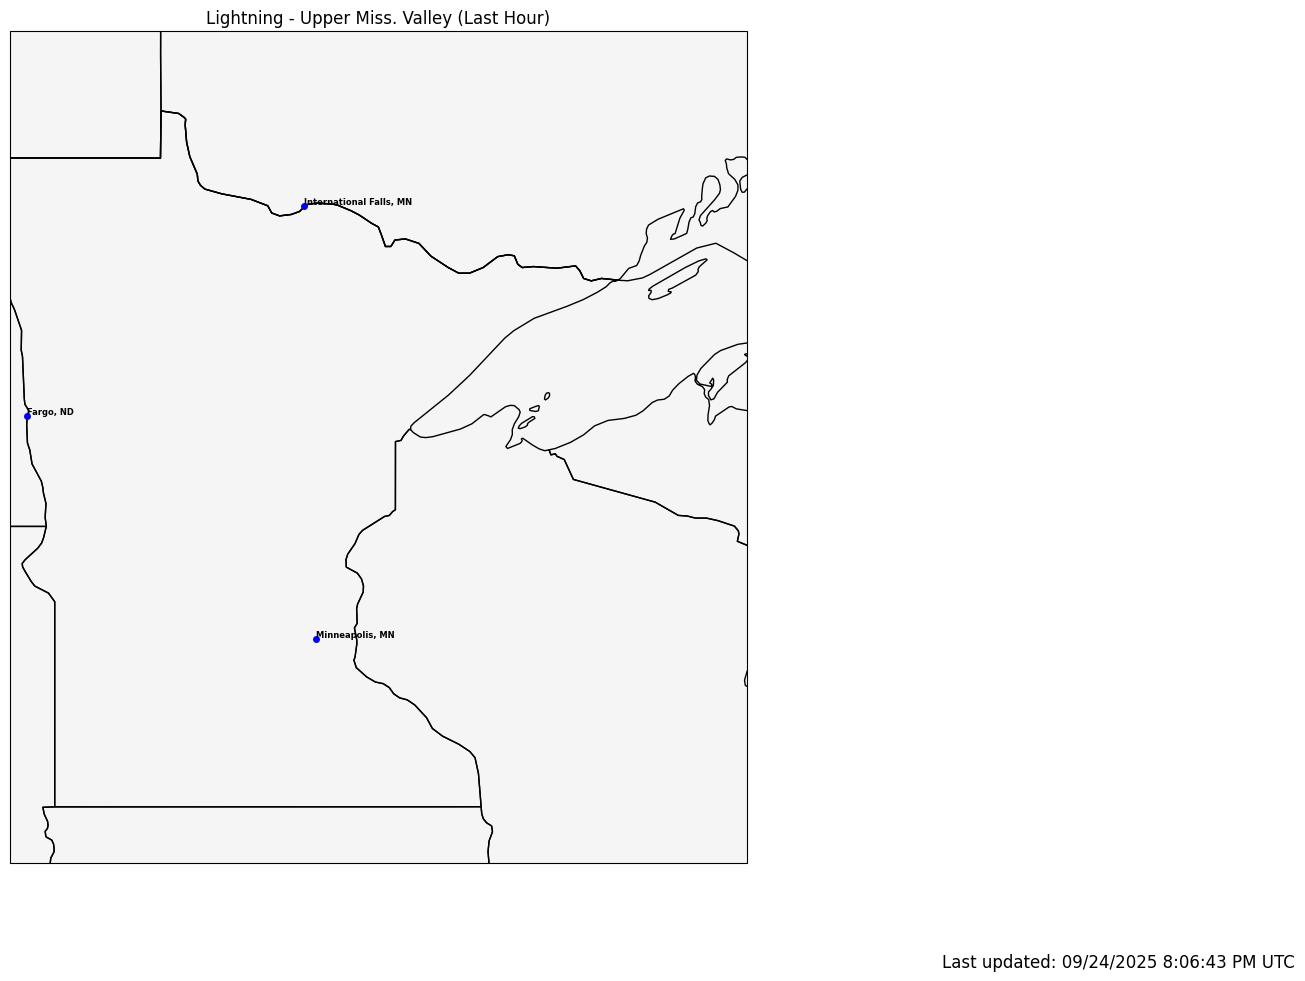 Lightning - Upper Miss. Valley (Last Hour)
International Falls, MN
Fargo, ND
Minneapolis, MN
Last updated: 09/24/2025 8:06:43 PM UTC